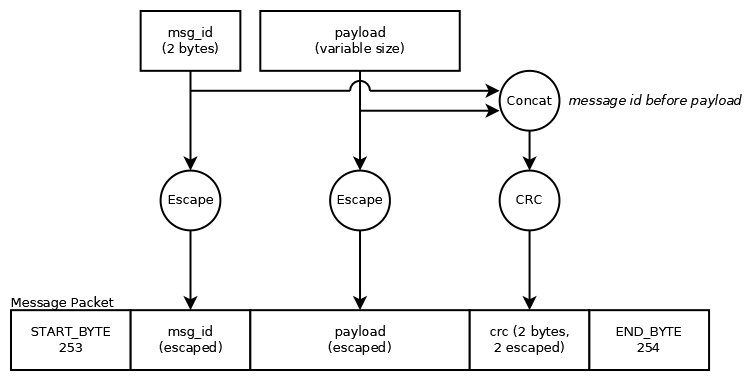 msg_id
(2 bytes)
payload
(variable size)
Concat
message id before payload
Escape
Escape
CRC
Message Packet
START_BYTE
253
msg_id
(escaped)
payload
(escaped)
crc (2 bytes,
2 escaped)
END_BYTE
254